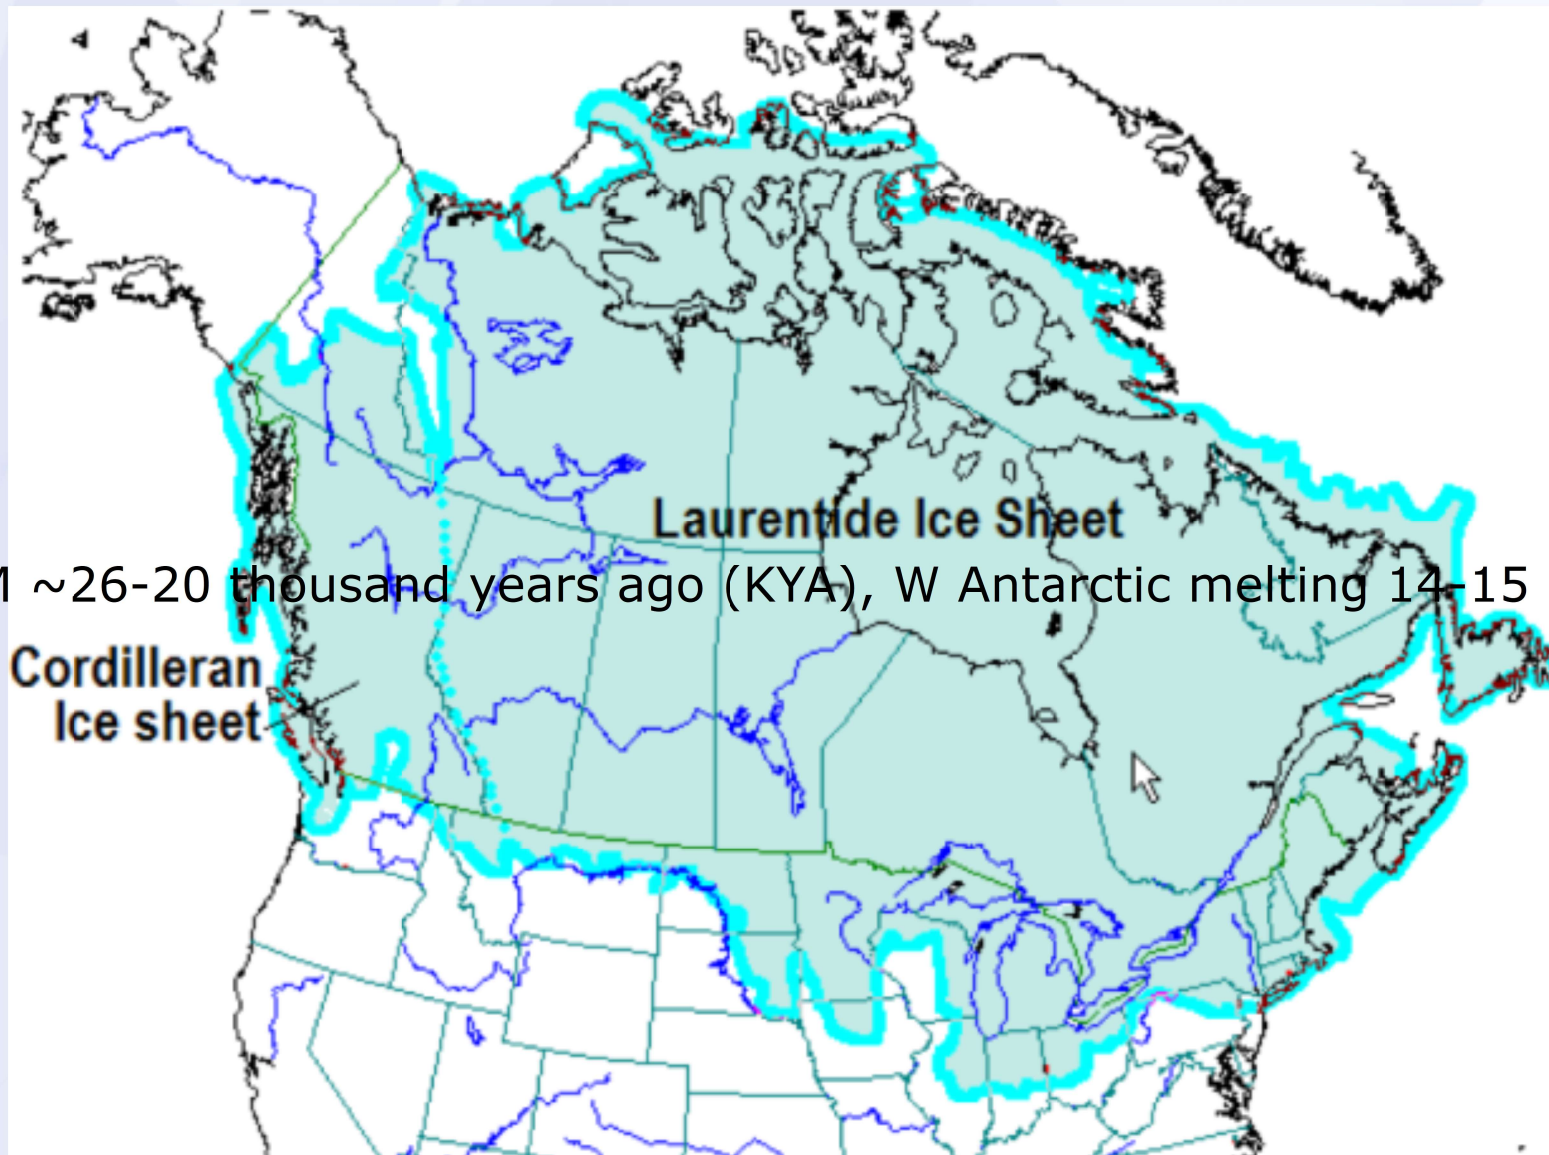 Laurentide Ice Sheet
~26-20 thousand years ago (KYA), W Antarctic melting 14-15
Cordilleran
Ice sheet